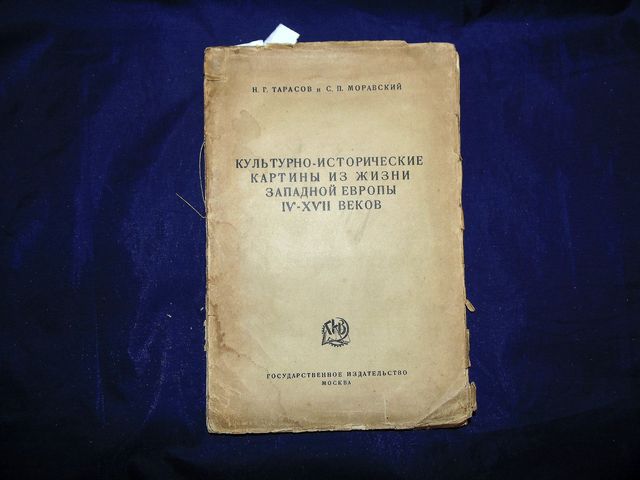 Н. Г. ТАРАСОВ и С. П. МОРАВСКИЙ
КУЛЬТУРНО-ИСТОРИЧЕСКИЕ
КАРТИНЫ ИЗ ЖИЗНИ
ЗАПАДНОЙ ЕВРОПЫ
IV-XVII ВЕКОВ
ГОСУДАРСТВЕННОЕ ИЗДАТЕЛЬСТВО
МОСКВА